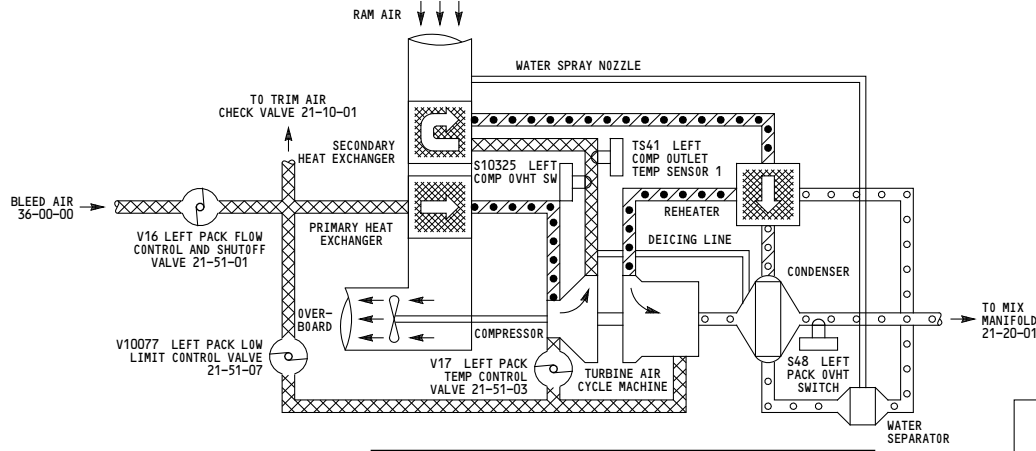 RAM AIR
WATER SPRAY NOZZLE
TO TRIM AIR
CHECK VALVE 21-10-01
SECONDARY
HEAT EXCHANGER
S10325 LEFT
COMP OVHT SW
TS41 LEFT
COMP OUTLET
TEMP SENSOR 1
BLEED AIR
36-00-00
V16 LEFT PACK FLOW
CONTROL AND SHUTOFF
VALVE 21-51-01
PRIMARY HEAT
EXCHANGER
REHEATER
DEICING LINE
CONDENSER
OVER-
BOARD
COMPRESSOR
TO MIX
MANIFOLD
21-20-01
V10077 LEFT PACK LOW
LIMIT CONTROL VALVE
21-51-07
V17 LEFT PACK
TEMP CONTROL
VALVE 21-51-03
TURBINE AIR
CYCLE MACHINE
S48 LEFT
PACK OVHT
SWITCH
WATER
SEPARATOR